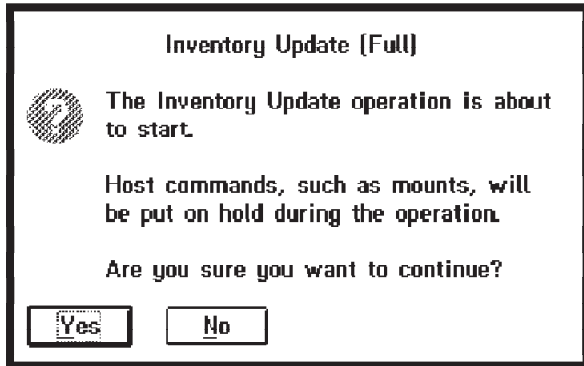 Inventory Update (Full)
The Inventory Update operation is about
to start.
Host commands, such as mounts, will
be put on hold during the operation.
Are you sure you want to continue?
Yes No